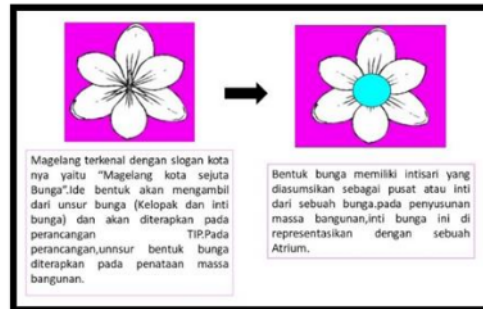 Magelang terkenal dengan slogan kota
nya yaitu “Magelang kota sejuta
Bunga”.Ide bentuk akan mengambil
dari unsur bunga (Kelopak dan inti
bunga) dan akan diterapkan pada
perancangan TIP.Pada
perancangan,unnsur bentuk bunga
diterapkan pada penataan massa
bangunan.
Bentuk bunga memiliki intisari yang
diasumsikan sebagai pusat atau inti
dari sebuah bunga.pada penyusunan
massa bangunan,inti bunga ini di
representasikan dengan sebuah
Atrium.